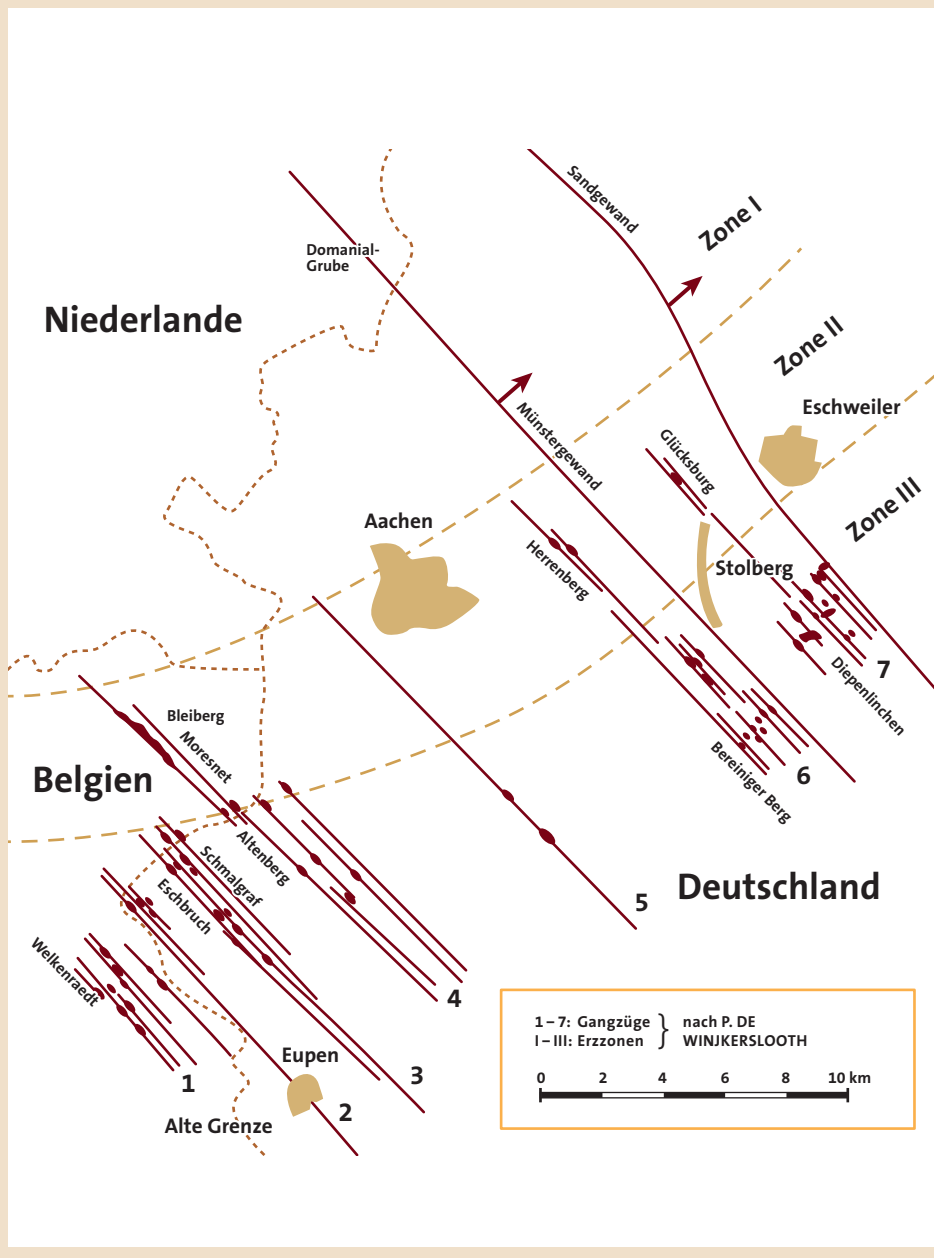 Sandgewand
Zone I
Domanial-
Grube
Niederlande
Zone II
Eschweiler
Münstergewand
Glücksburg
Zone III
Aachen
Herrenberg
Stolberg
7
Diepenlinchen
Bleiberg
Moresnet
Belgien
Bereiniger Berg
6
Altenberg
Schmalgraf
Eschbruch
5
Deutschland
Welkenraedt
4
1–7: Gangzüge } nach P. DE
I–III: Erzzonen WINJKERSLOOTH
0 2 4 6 8 10 km
Eupen
3
1
2
Alte Grenze